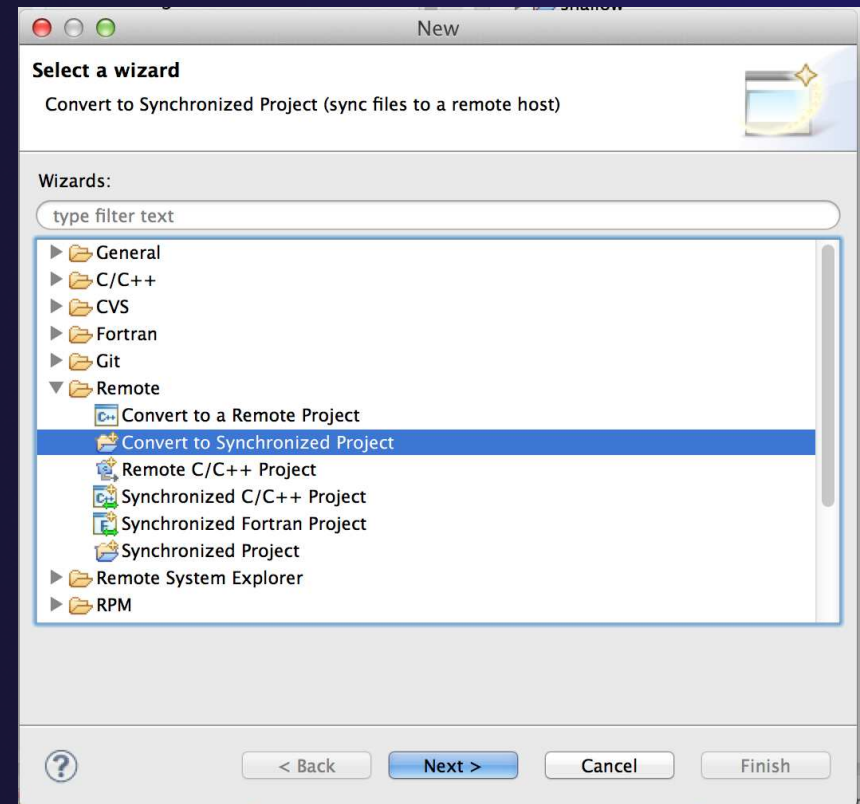 shallow
New
Select a wizard
Convert to Synchronized Project (sync files to a remote host)
Wizards:
type filter text
General
C/C++
CVS
Fortran
Git
Remote
Convert to a Remote Project
Convert to Synchronized Project
Remote C/C++ Project
Synchronized C/C++ Project
Synchronized Fortran Project
Synchronized Project
Remote System Explorer
RPM
?
< Back Next > Cancel Finish